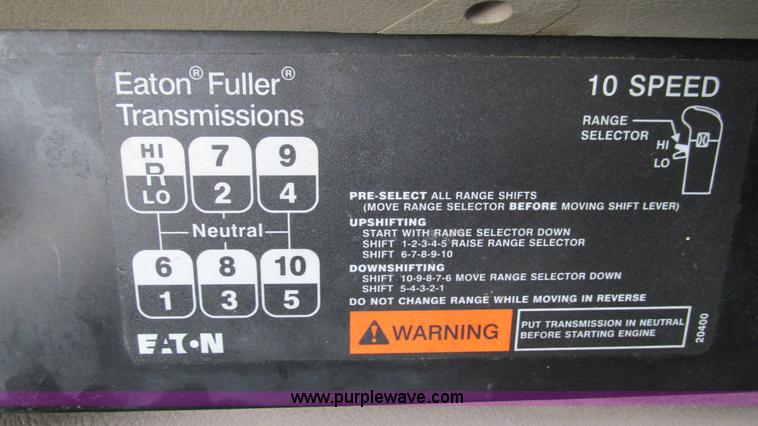 Eaton® Fuller®
Transmissions
10 SPEED
RANGE
SELECTOR
HI
LO
HI 7 9
R
LO 2 4
Neutral
6 8 10
1 3 5
PRE-SELECT ALL RANGE SHIFTS
(MOVE RANGE SELECTOR BEFORE MOVING SHIFT LEVER)
UPSHIFTING
START WITH RANGE SELECTOR DOWN
SHIFT 1-2-3-4-5 RAISE RANGE SELECTOR
SHIFT 6-7-8-9-10
DOWNSHIFTING
SHIFT 10-9-8-7-6 MOVE RANGE SELECTOR DOWN
SHIFT 5-4-3-2-1
DO NOT CHANGE RANGE WHILE MOVING IN REVERSE
WARNING
PUT TRANSMISSION IN NEUTRAL
BEFORE STARTING ENGINE
20400
EATON
www.purplewave.com